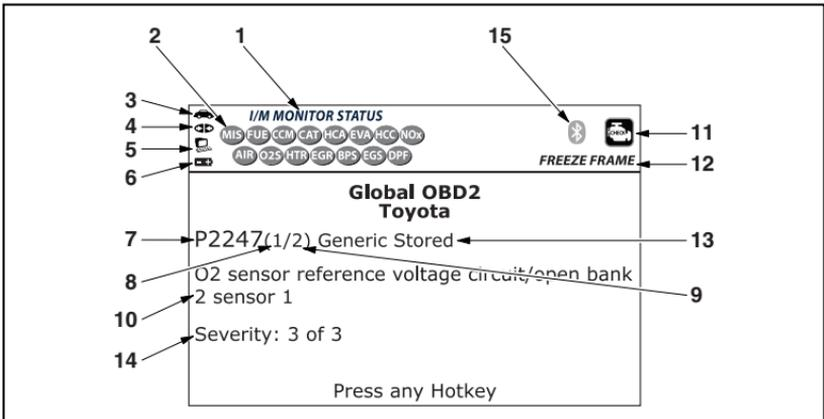 2 1 15
3
4
5
6
I/M MONITOR STATUS
MIS FUE CCM CAT HCA EVA HCC NOx
AIR O2S HTR EGR BPS EGS DPF
CHECK
11
FREEZE FRAME
12
Global OBD2
Toyota
7 P2247(1/2) Generic Stored 13
8 O2 sensor reference voltage circuit/open bank
2 sensor 1 9
10
Severity: 3 of 3
14
Press any Hotkey